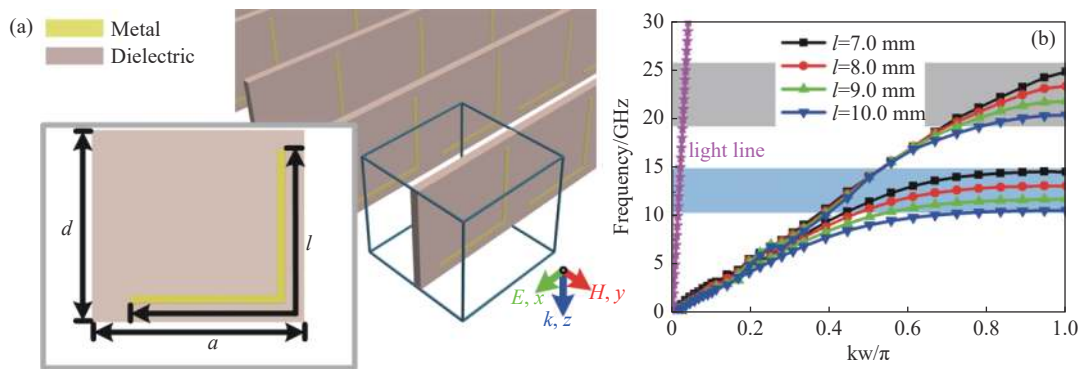 (a)
Metal
Dielectric
d
l
a
E, x
H, y
k, z
(b)
30
25
20
15
10
5
0
Frequency/GHz
l=7.0 mm
l=8.0 mm
l=9.0 mm
l=10.0 mm
light line
0 0.2 0.4 0.6 0.8 1.0
kw/π